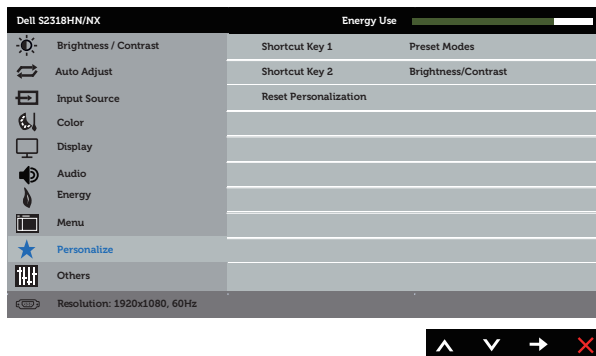 Dell S2318HN/NX Energy Use
Brightness / Contrast Shortcut Key 1 Preset Modes
Auto Adjust Shortcut Key 2 Brightness/Contrast
Input Source Reset Personalization
Color
Display
Audio
Energy
Menu
Personalize
Others
Resolution: 1920x1080, 60Hz